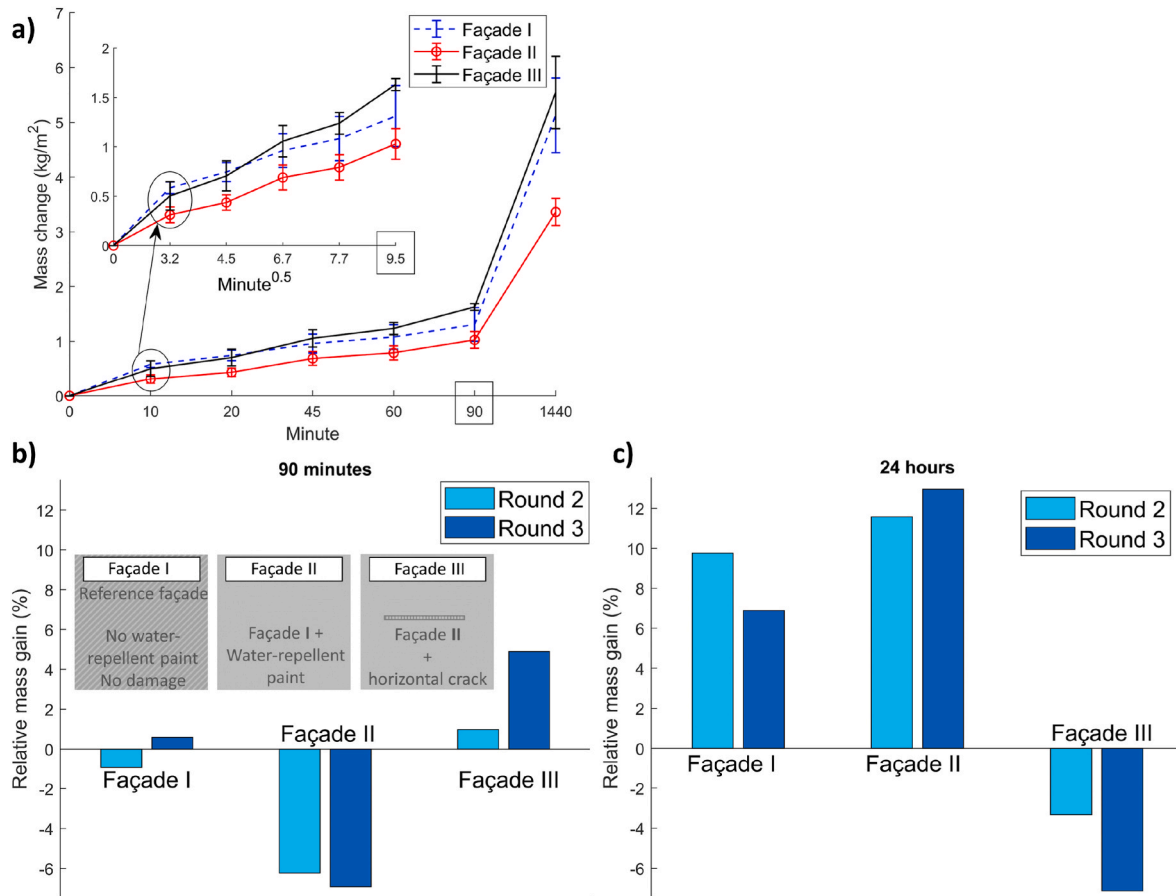 a)
7
6
5
4
3
2
1
0
Mass change (kg/m2)
0
10
20
45
60
90
1440
Minute
2
1.5
1
0.5
0
0
3.2
4.5
6.7
7.7
9.5
Minute0.5
Façade I
Façade II
Façade III
b)
90 minutes
Round 2
Round 3
12
10
8
6
4
2
0
-2
-4
-6
Relative mass gain (%)
Façade I
Reference façade
No water-
repellent paint
No damage
Façade II
Façade I +
Water-repellent
paint
Façade III
Façade II
+
horizontal crack
Façade I
Façade II
Façade III
c)
24 hours
Round 2
Round 3
12
10
8
6
4
2
0
-2
-4
-6
Relative mass gain (%)
Façade I
Façade II
Façade III